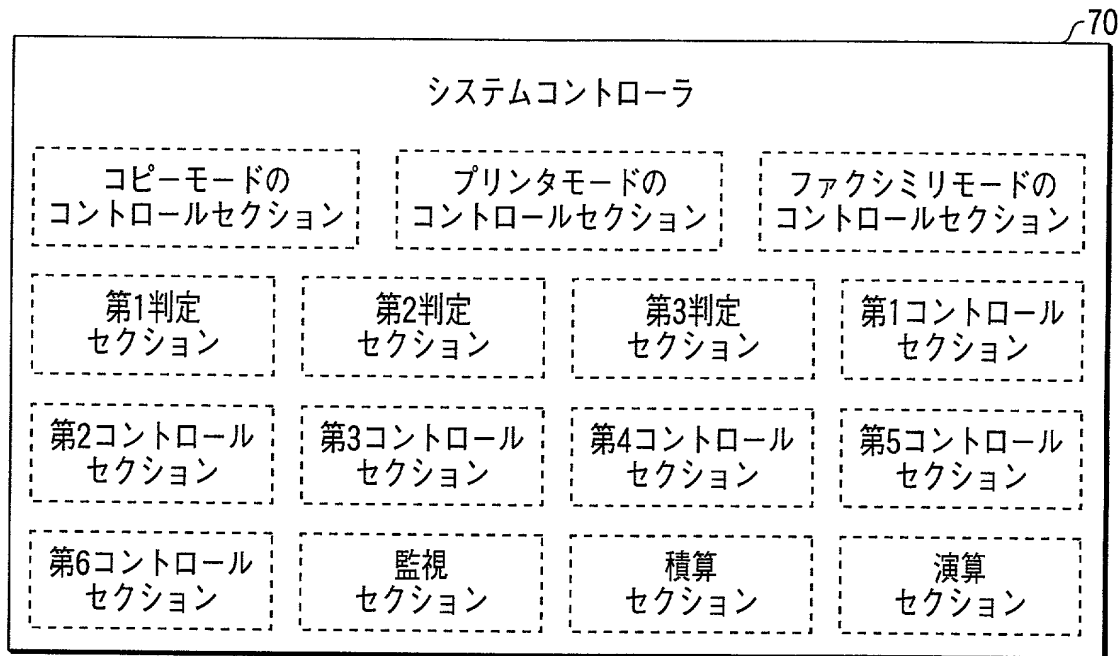 70
システムコントローラ
コピーモードの
コントロールセクション
プリンタモードの
コントロールセクション
ファクシミリモードの
コントロールセクション
第1判定
セクション
第2判定
セクション
第3判定
セクション
第1コントロール
セクション
第2コントロール
セクション
第3コントロール
セクション
第4コントロール
セクション
第5コントロール
セクション
第6コントロール
セクション
監視
セクション
積算
セクション
演算
セクション